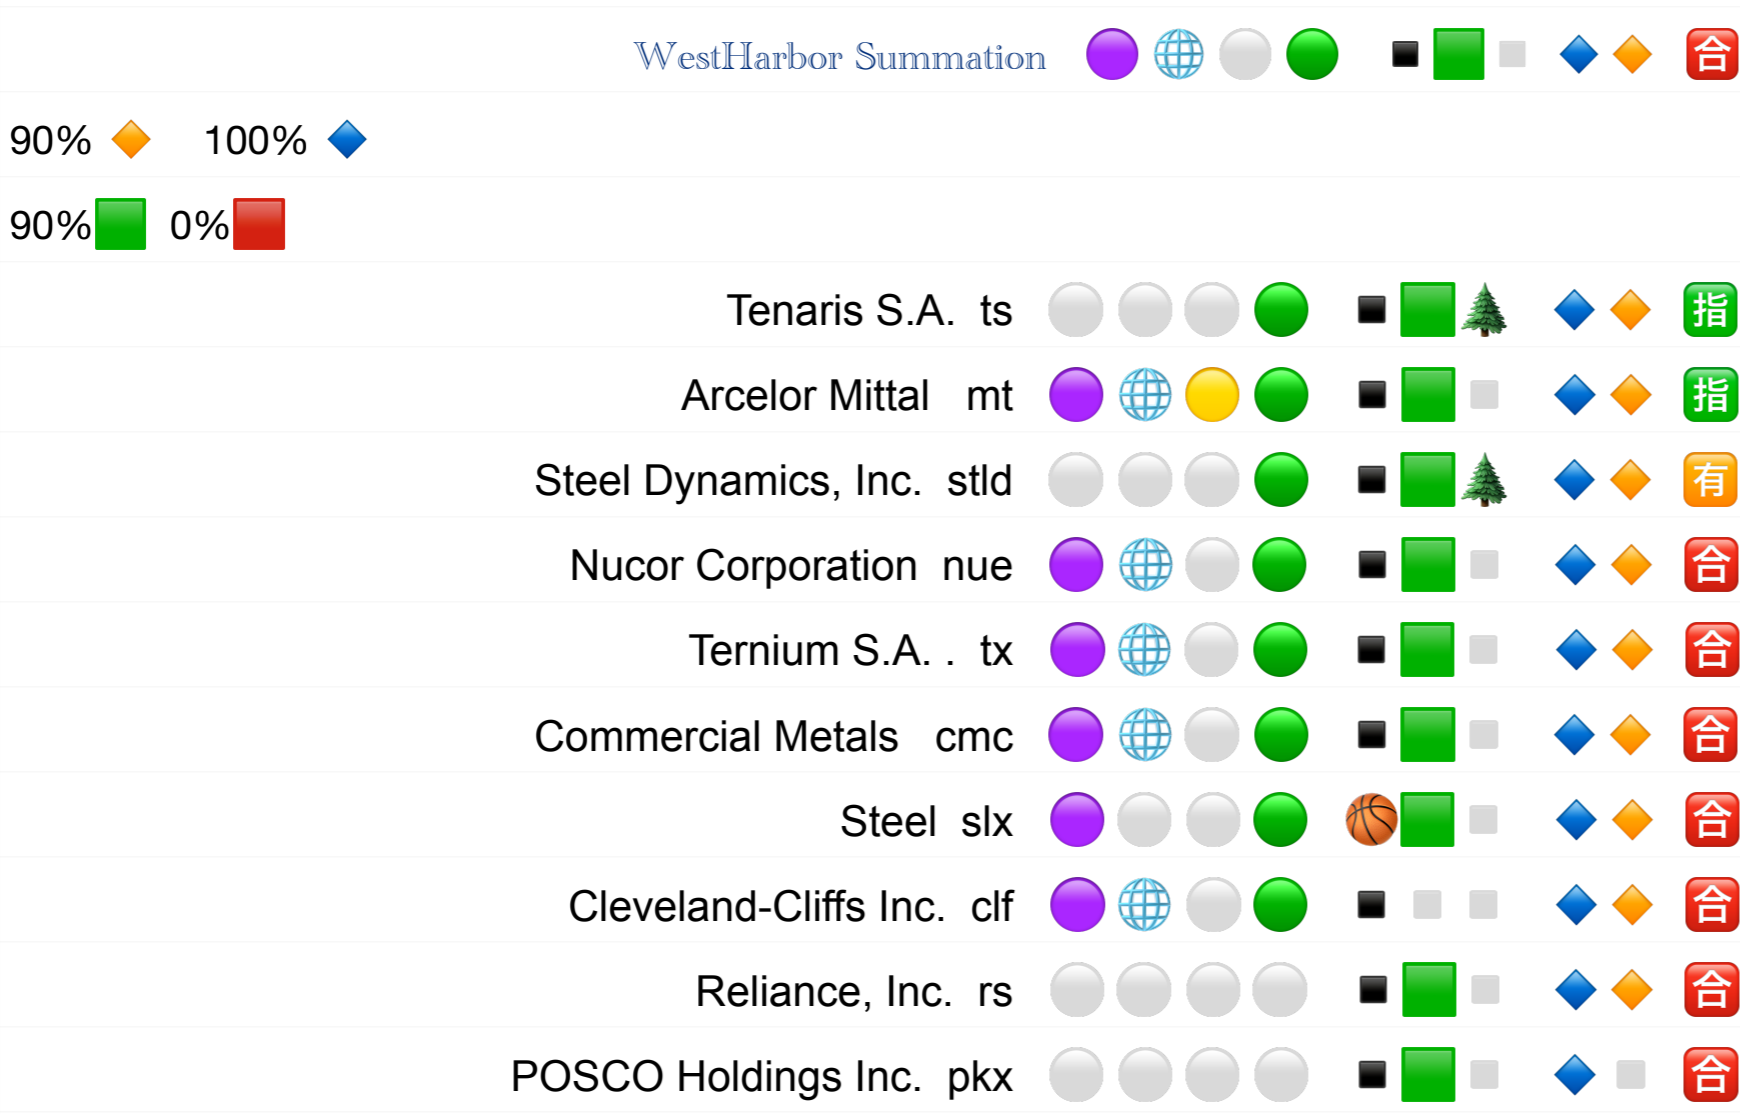 WestHarbor Summation 合
90% 100%
90% 0%
Tenaris S.A. ts 指
Arcelor Mittal mt 指
Steel Dynamics, Inc. stld 有
Nucor Corporation nue 合
Ternium S.A. . tx 合
Commercial Metals cmc 合
Steel slx 合
Cleveland-Cliffs Inc. clf 合
Reliance, Inc. rs 合
POSCO Holdings Inc. pkx 合